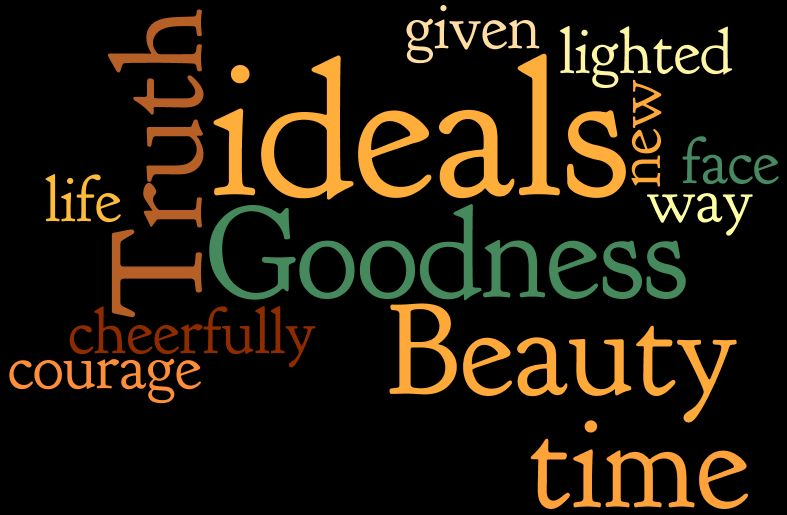 given
lighted
Truth
ideals
new
face
life
way
Goodness
cheerfully
Beauty
courage
time